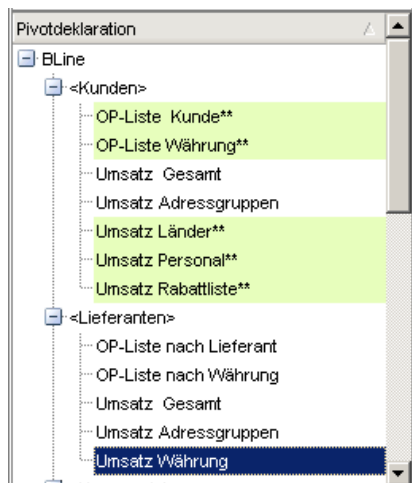 Pivotdeklaration
BLine
<Kunden>
OP-Liste Kunde**
OP-Liste Währung**
Umsatz Gesamt
Umsatz Adressgruppen
Umsatz Länder**
Umsatz Personal**
Umsatz Rabattliste**
<Lieferanten>
OP-Liste nach Lieferant
OP-Liste nach Währung
Umsatz Gesamt
Umsatz Adressgruppen
Umsatz Währung